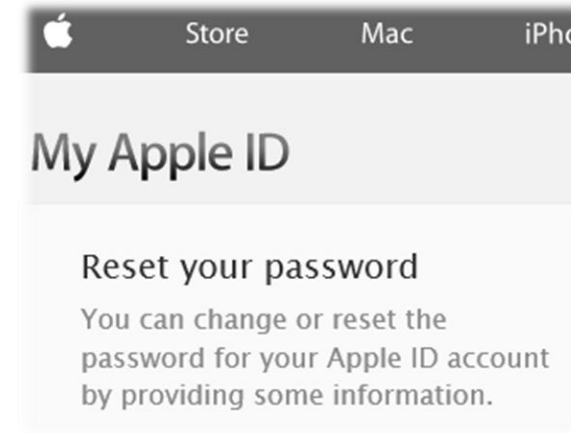 Store Mac iPho
My Apple ID
Reset your password
You can change or reset the
password for your Apple ID account
by providing some information.